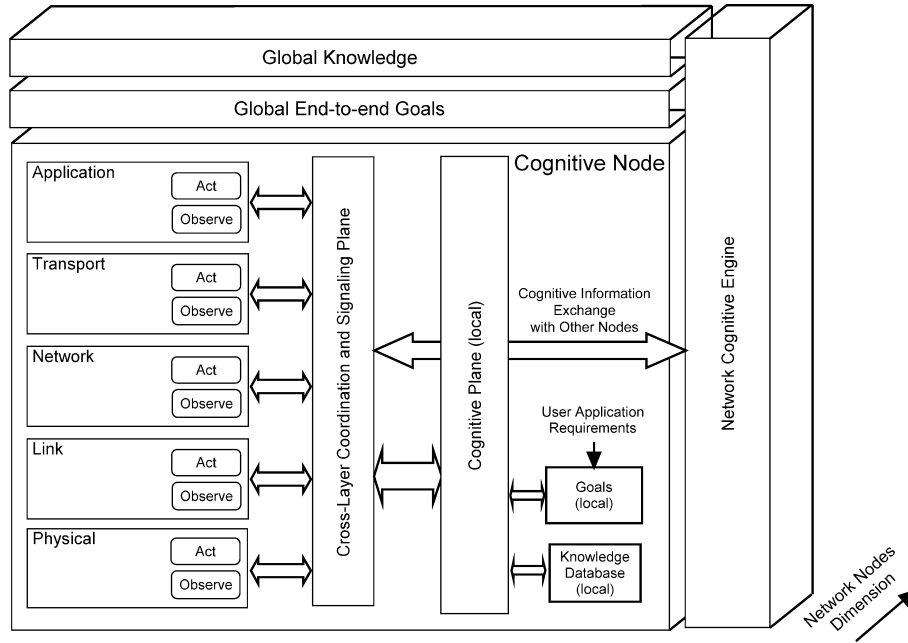 Global Knowledge
Global End-to-end Goals
Cognitive Node
Application
Act
Observe
Transport
Act
Observe
Network
Act
Observe
Link
Act
Observe
Physical
Act
Observe
Cross-Layer Coordination and Signaling Plane
Cognitive Plane (local)
Cognitive Information
Exchange
with Other Nodes
User Application
Requirements
Goals
(local)
Knowledge
Database
(local)
Network Cognitive Engine
Network Nodes
Dimension